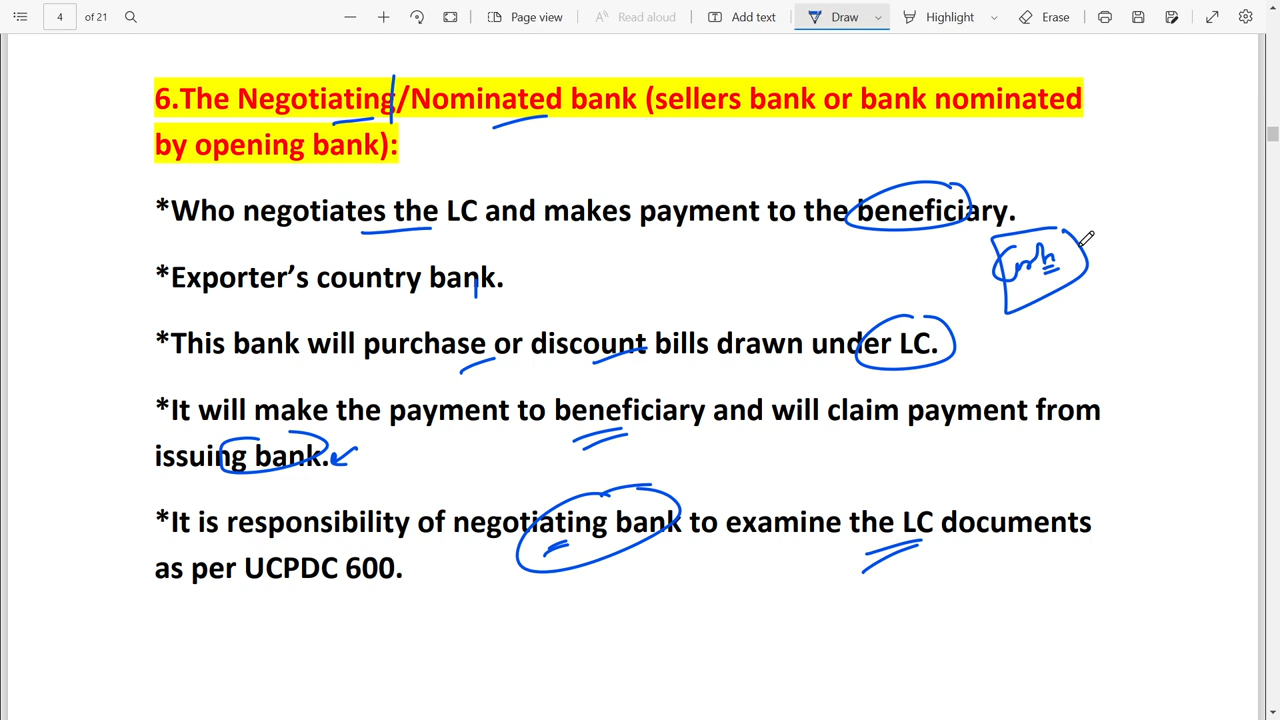 4 of 21 Page view Read aloud Add text Draw Highlight Erase
6.The Negotiating/Nominated bank (sellers bank or bank nominated
by opening bank):
*Who negotiates the LC and makes payment to the beneficiary.
Cash
*Exporter’s country bank.
*This bank will purchase or discount bills drawn under LC.
*It will make the payment to beneficiary and will claim payment from
issuing bank.
*It is responsibility of negotiating bank to examine the LC documents
as per UCPDC 600.